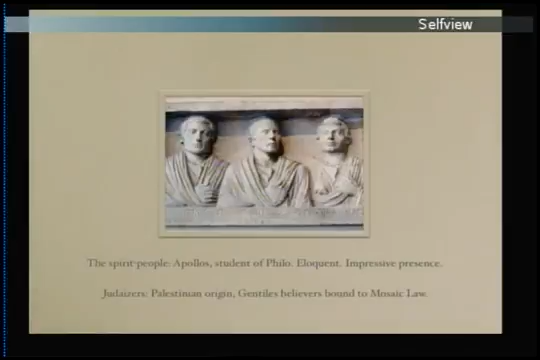 Selfview
The spirit-people: Apollos, student of Philo. Eloquent. Impressive presence.
Judaizers: Palestinian origin, Gentiles believers bound to Mosaic Law.